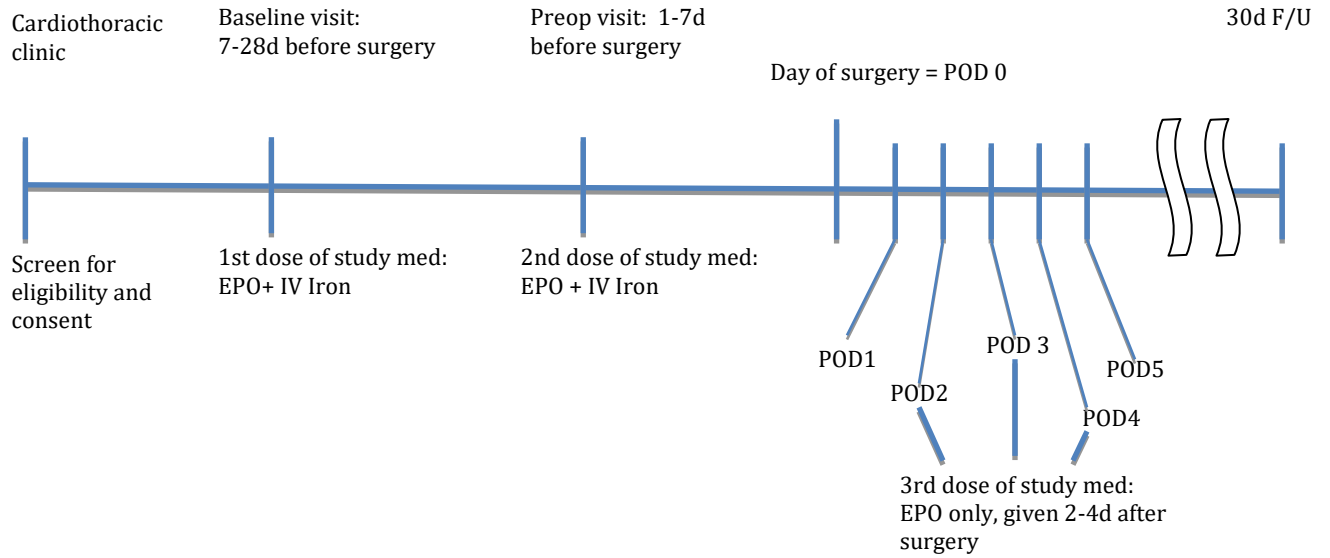 Cardiothoracic
clinic
Baseline visit:
7-28d before surgery
Preop visit:  1-7d
before surgery
30d F/U
Day of surgery = POD 0
Screen for
eligibility and
consent
1st dose of study med:
EPO+ IV Iron
2nd dose of study med:
EPO + IV Iron
POD1
POD2
POD 3
POD4
POD5
3rd dose of study med:
EPO only, given 2-4d after
surgery